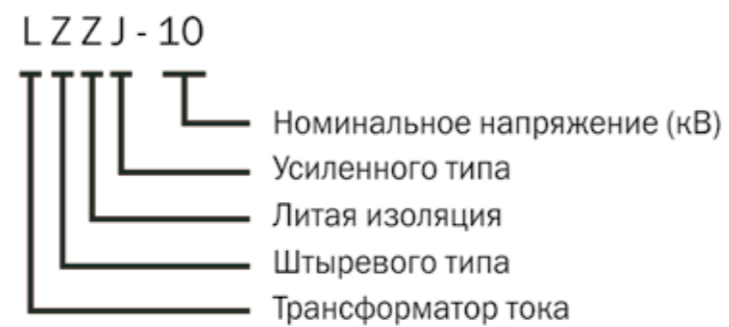 LZZJ-10
Номинальное напряжение (кВ)
Усиленного типа
Литая изоляция
Штыревого типа
Трансформатор тока